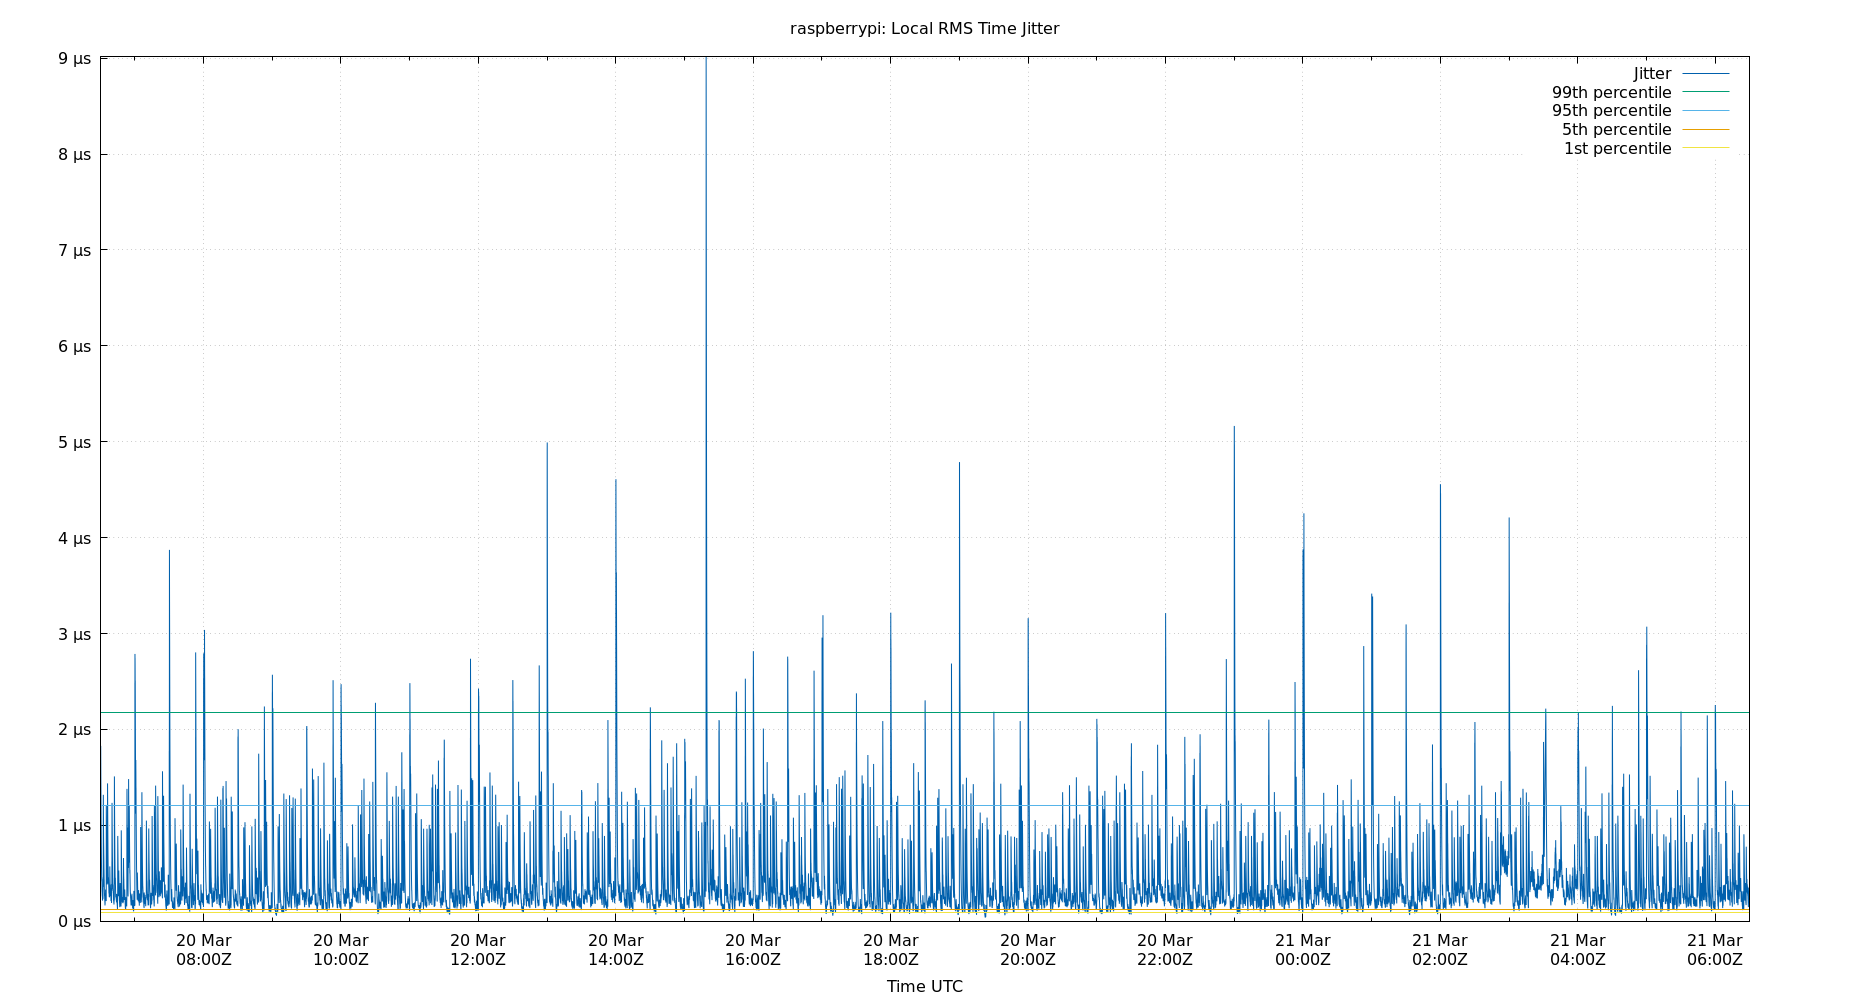 raspberrypi: Local RMS Time Jitter
9 µs
8 µs
7 µs
6 µs
5 µs
4 µs
3 µs
2 µs
1 µs
0 µs
Jitter
99th percentile
95th percentile
5th percentile
1st percentile
20 Mar 20 Mar 20 Mar 20 Mar 20 Mar 20 Mar 20 Mar 20 Mar 21 Mar 21 Mar 21 Mar 21 Mar
08:00Z 10:00Z 12:00Z 14:00Z 16:00Z 18:00Z 20:00Z 22:00Z 00:00Z 02:00Z 04:00Z 06:00Z
Time UTC